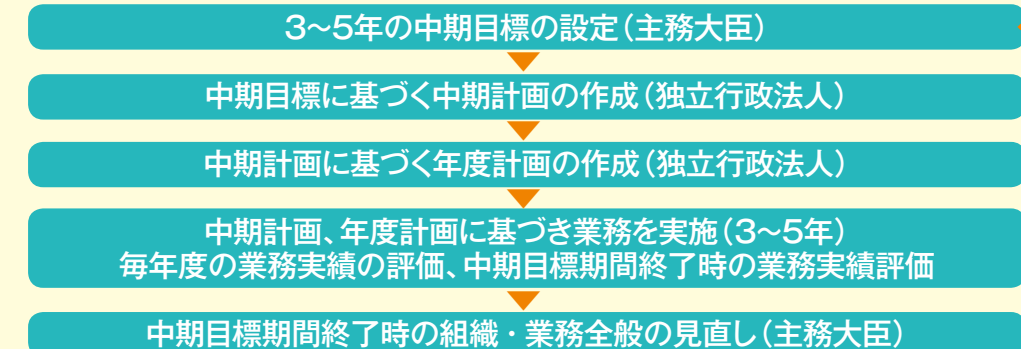 3〜5年の中期目標の設定（主務大臣）
中期目標に基づく中期計画の作成（独立行政法人）
中期計画に基づく年度計画の作成（独立行政法人）
中期計画、年度計画に基づき業務を実施（3〜5年）
毎年度の業務実績の評価、中期目標期間終了時の業務実績評価
中期目標期間終了時の組織・業務全般の見直し（主務大臣）